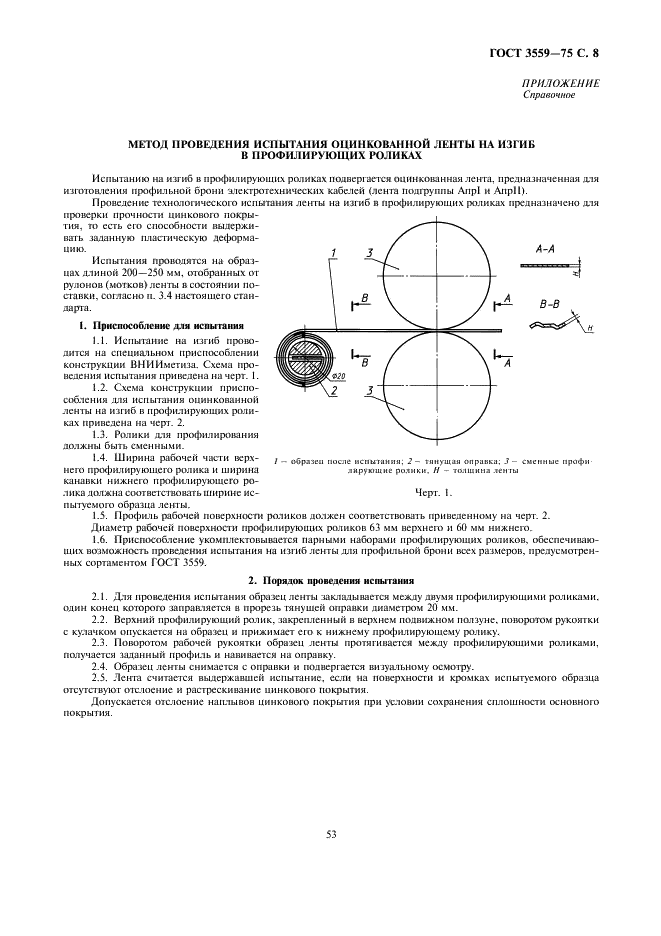 ГОСТ 3559—75 С. 8
ПРИЛОЖЕНИЕ
Справочное
МЕТОД ПРОВЕДЕНИЯ ИСПЫТАНИЯ ОЦИНКОВАННОЙ ЛЕНТЫ НА ИЗГИБ
В ПРОФИЛИРУЮЩИХ РОЛИКАХ
Испытанию на изгиб в профилирующих роликах подвергается оцинкованная лента, предназначенная для
изготовления профильной брони электротехнических кабелей (лента подгруппы АпрI и АпрII).
Проведение технологического испытания ленты на изгиб в профилирующих роликах предназначено для
проверки прочности цинкового покры-
тия, то есть его способности выдержи-
вать заданную пластическую деформа-
цию.
Испытания проводятся на образ-
цах длиной 200—250 мм, отобранных от
рулонов (мотков) ленты в состоянии по-
ставки, согласно п. 3.4 настоящего стан-
дарта.
1. Приспособление для испытания
1.1. Испытание на изгиб прово-
дится на специальном приспособлении
конструкции ВНИИметиза. Схема про-
ведения испытания приведена на черт. 1.
1.2. Схема конструкции приспо-
собления для испытания оцинкованной
ленты на изгиб в профилирующих роли-
ках приведена на черт. 2.
1.3. Ролики для профилирования
должны быть сменными.
1.4. Ширина рабочей части верх-
него профилирующего ролика и ширина
канавки нижнего профилирующего ро-
лика должна соответствовать ширине ис-
пытуемого образца ленты.
1
3
В
А
В
А
Ф20
2
3
А–А
Н
В–В
Н
1 — образец после испытания; 2 — тянущая оправка; 3 — сменные профи-
лирующие ролики, Н — толщина ленты
Черт. 1.
1.5. Профиль рабочей поверхности роликов должен соответствовать приведенному на черт. 2.
Диаметр рабочей поверхности профилирующих роликов 63 мм верхнего и 60 мм нижнего.
1.6. Приспособление укомплектовывается парными наборами профилирующих роликов, обеспечиваю-
щих возможность проведения испытания на изгиб ленты для профильной брони всех размеров, предусмотрен-
ных сортаментом ГОСТ 3559.
2. Порядок проведения испытания
2.1. Для проведения испытания образец ленты закладывается между двумя профилирующими роликами,
один конец которого заправляется в прорезь тянущей оправки диаметром 20 мм.
2.2. Верхний профилирующий ролик, закрепленный в верхнем подвижном ползуне, поворотом рукоятки
с кулачком опускается на образец и прижимает его к нижнему профилирующему ролику.
2.3. Поворотом рабочей рукоятки образец ленты протягивается между профилирующими роликами,
получается заданный профиль и навивается на оправку.
2.4. Образец ленты снимается с оправки и подвергается визуальному осмотру.
2.5. Лента считается выдержавшей испытание, если на поверхности и кромках испытуемого образца
отсутствуют отслоение и растрескивание цинкового покрытия.
Допускается отслоение наплывов цинкового покрытия при условии сохранения сплошности основного
покрытия.
53